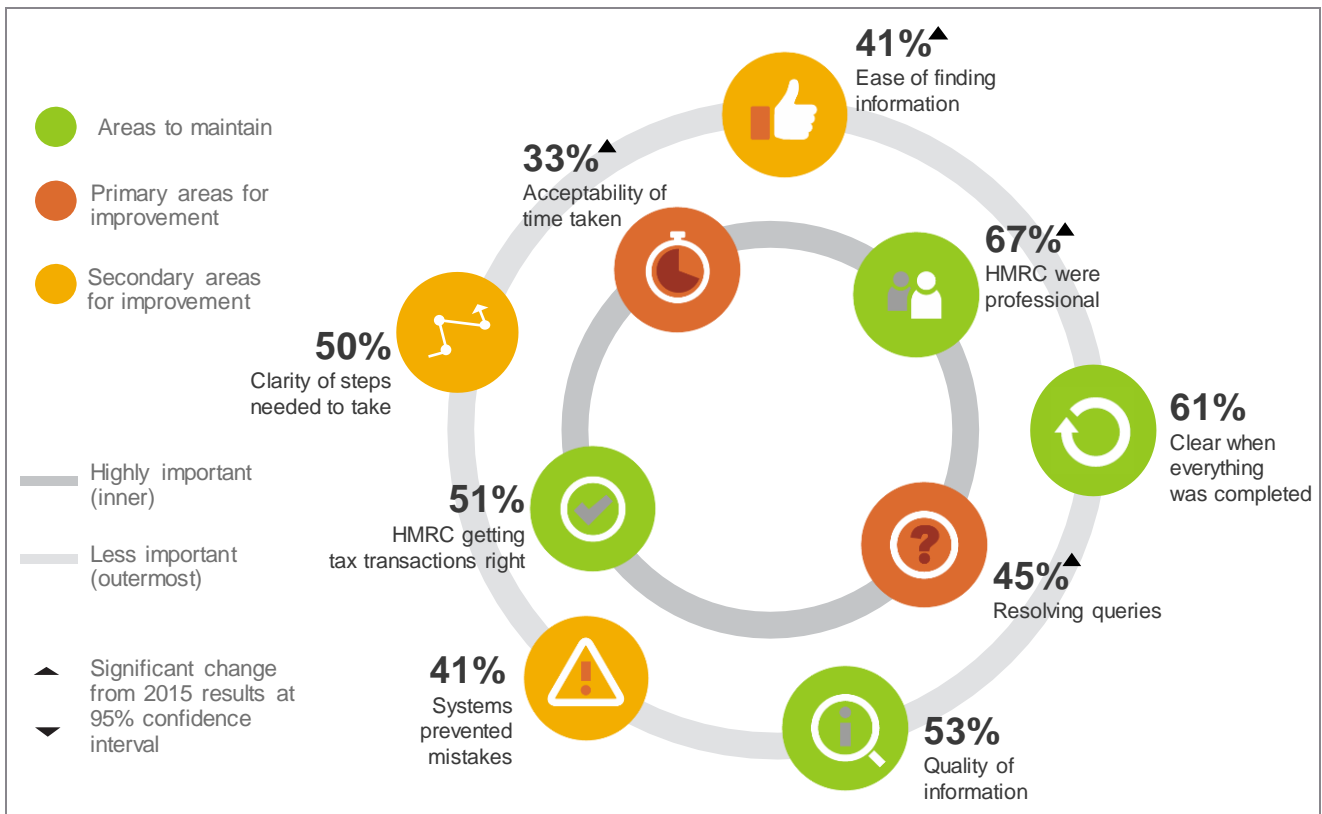 Areas to maintain
Primary areas for
improvement
Secondary areas
for improvement
Highly important
(inner)
Less important
(outermost)
Significant change
from 2015 results at
95% confidence
interval
41%
Ease of finding
information
33%
Acceptability of
time taken
67%
HMRC were
professional
50%
Clarity of steps
needed to take
61%
Clear when
everything
was completed
51%
HMRC getting
tax transactions right
45%
Resolving queries
41%
Systems
prevented
mistakes
53%
Quality of
information